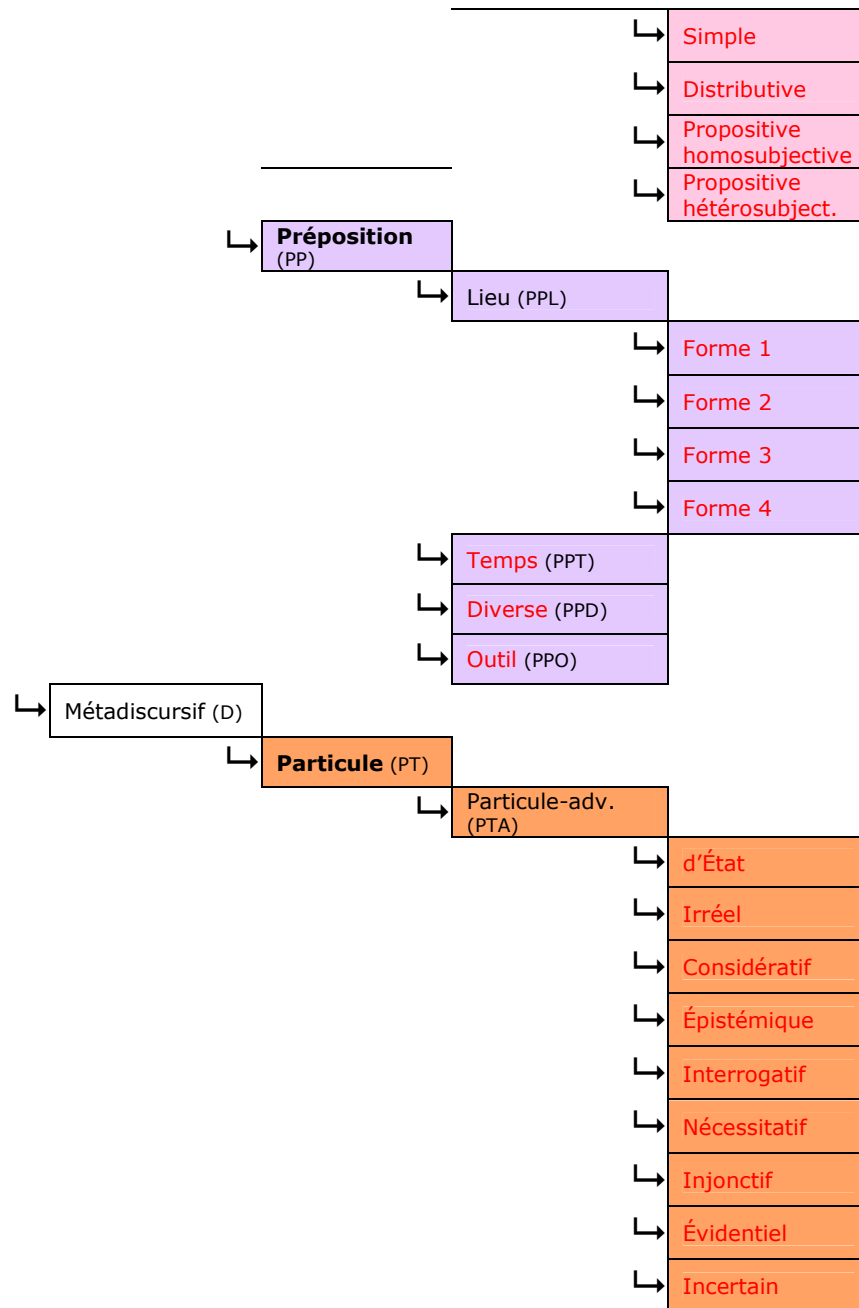 Simple
Distributive
Propositive
homosubjective
Propositive
hétérosubject.
Préposition
(PP)
Lieu (PPL)
Forme 1
Forme 2
Forme 3
Forme 4
Temps (PPT)
Diverse (PPD)
Outil (PPO)
Métadiscursif (D)
Particule (PT)
Particule-adv.
(PTA)
d’État
Irréel
Considératif
Épistémique
Interrogatif
Nécessitatif
Injonctif
Évidentiel
Incertain